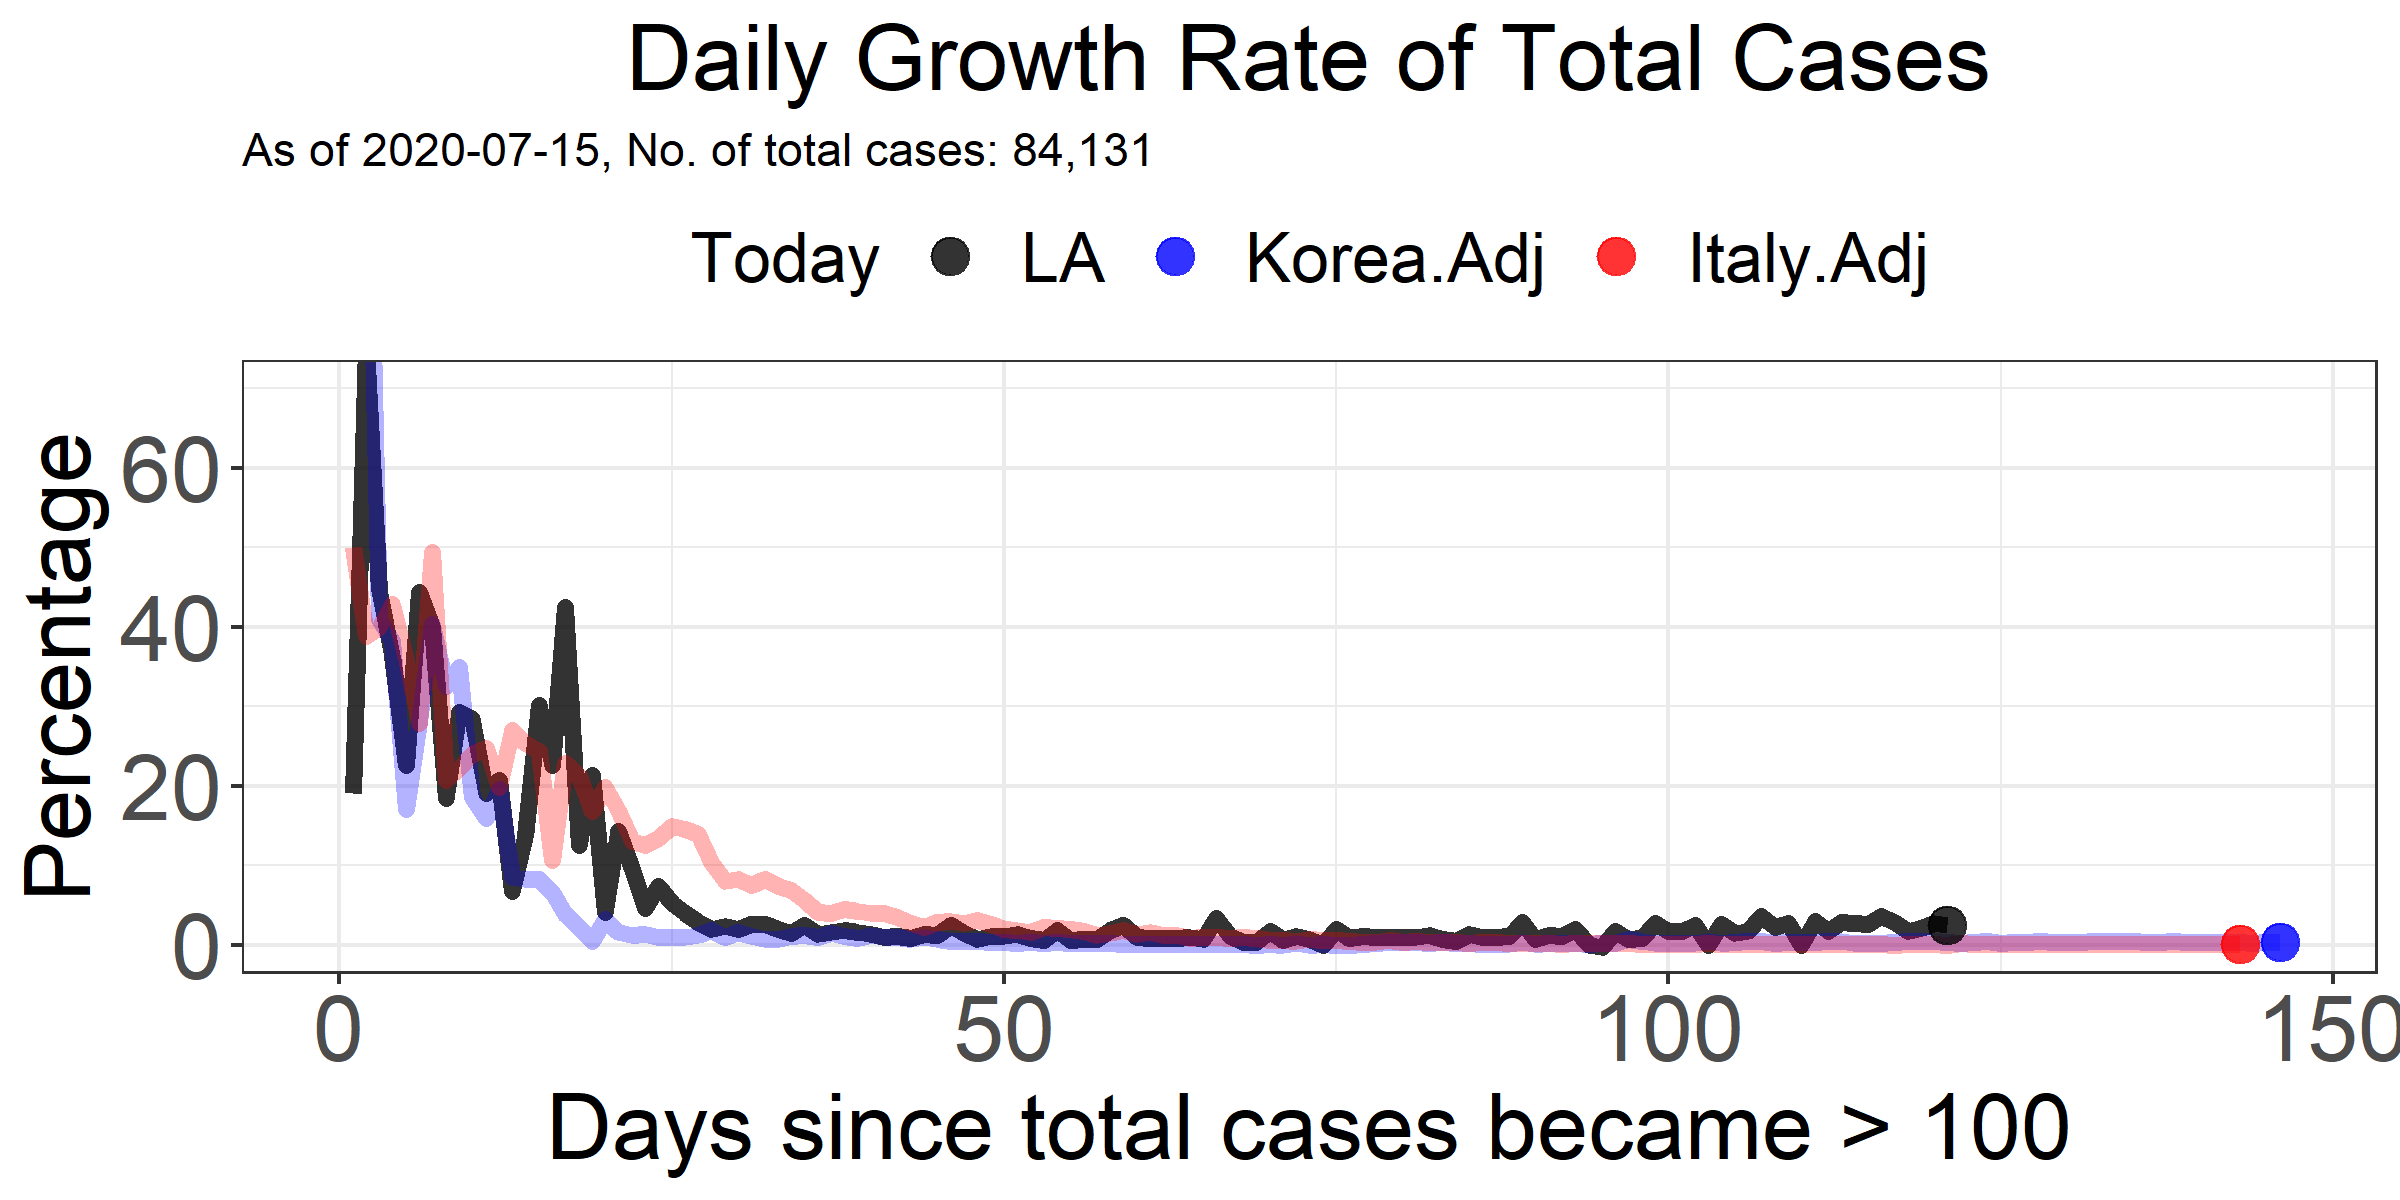 Daily Growth Rate of Total Cases
As of 2020-07-15, No. of total cases: 84,131
Today LA Korea.Adj Italy.Adj
Percentage
60
40
20
0
0 50 100 150
Days since total cases became > 100